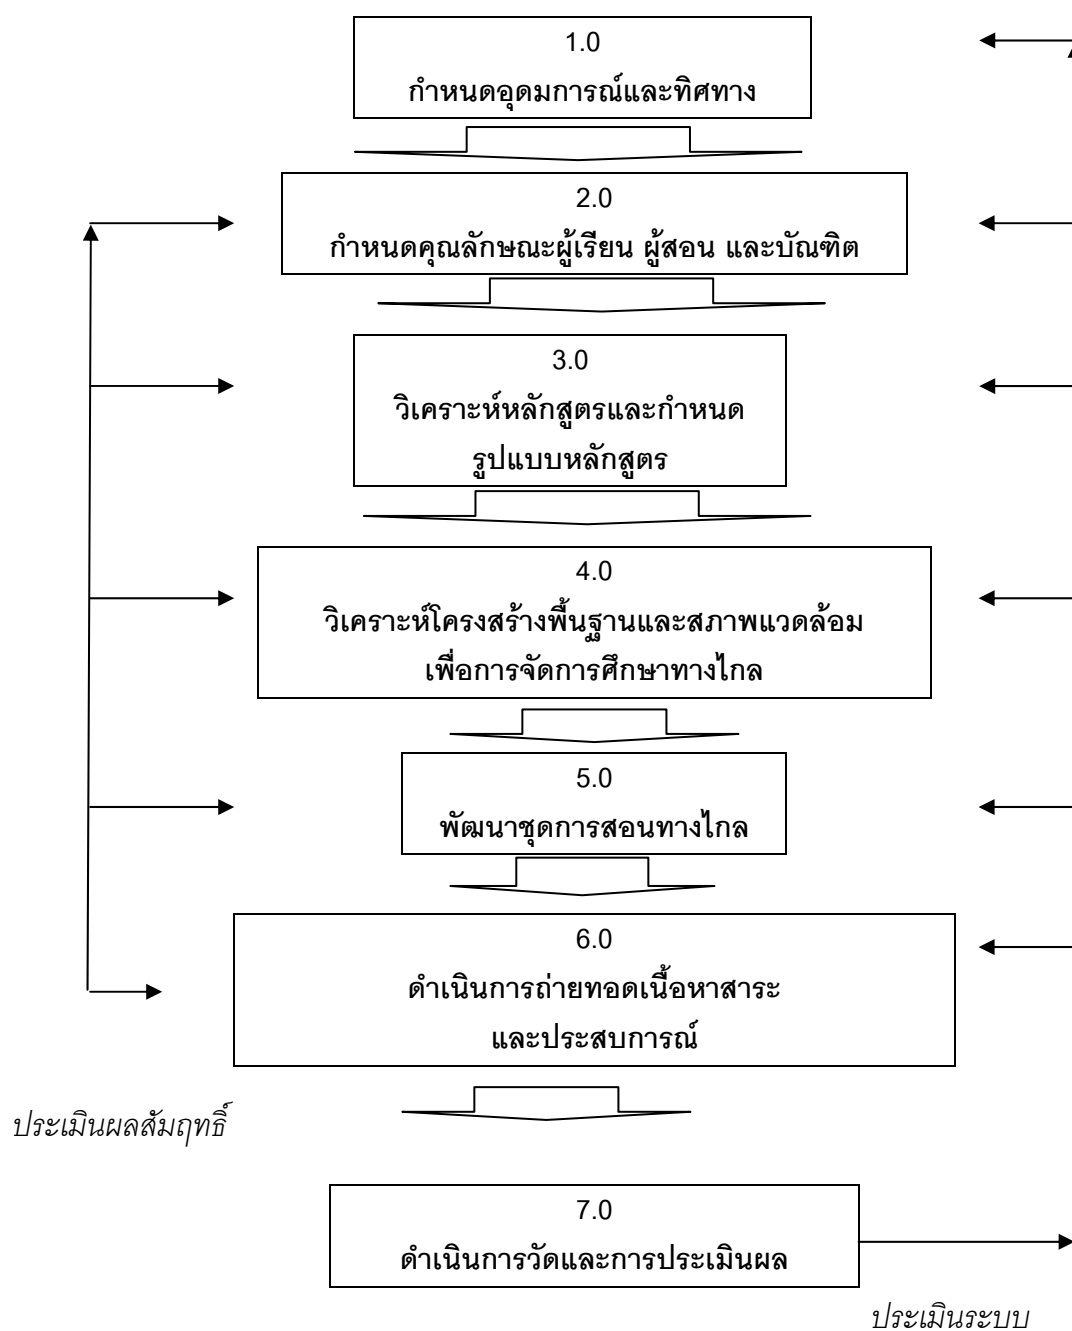 1.0
กำหนดอุดมการณ์และทิศทาง
2.0
กำหนดคุณลักษณะผู้เรียน ผู้สอน และบัณฑิต
3.0
วิเคราะห์หลักสูตรและกำหนด
รูปแบบหลักสูตร
4.0
วิเคราะห์โครงสร้างพื้นฐานและสภาพแวดล้อม
เพื่อการจัดการศึกษาทางไกล
5.0
พัฒนาชุดการสอนทางไกล
6.0
ดำเนินการถ่ายทอดเนื้อหาสาระ
และประสบการณ์
ประเมินผลสัมฤทธิ์
7.0
ดำเนินการวัดและการประเมินผล
ประเมินระบบ